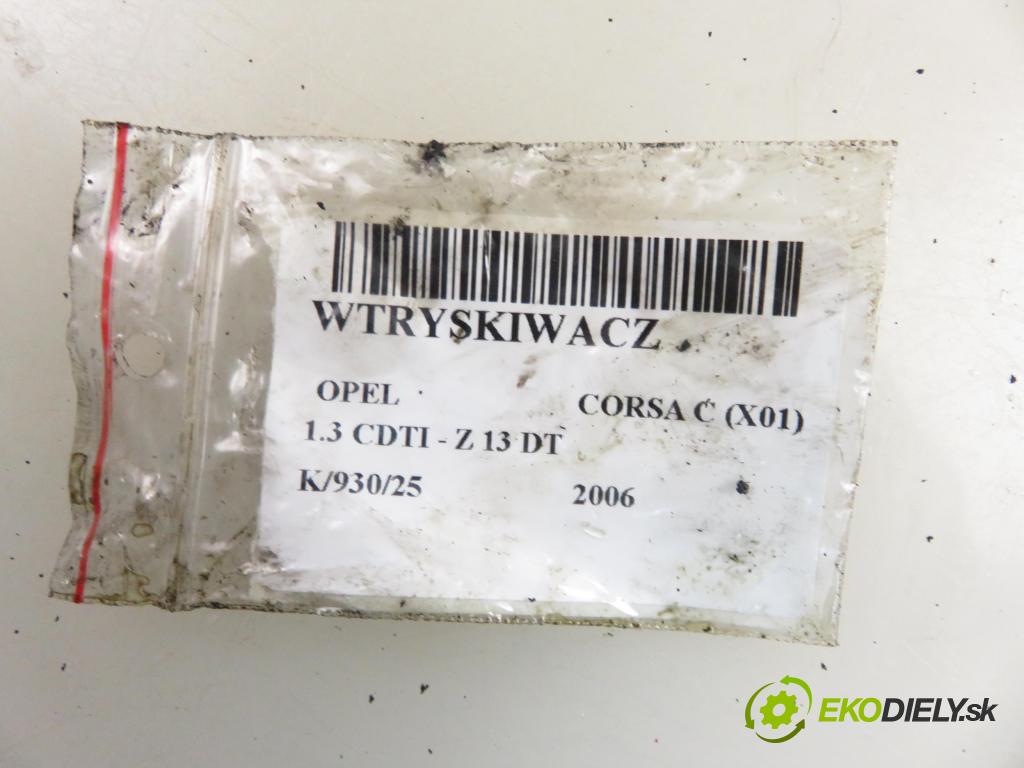 WTRYSKIWACZ
OPEL CORSA C (X01)
1.3 CDTI - Z 13 DT
K/930/25 2006
EKODIELY.sk